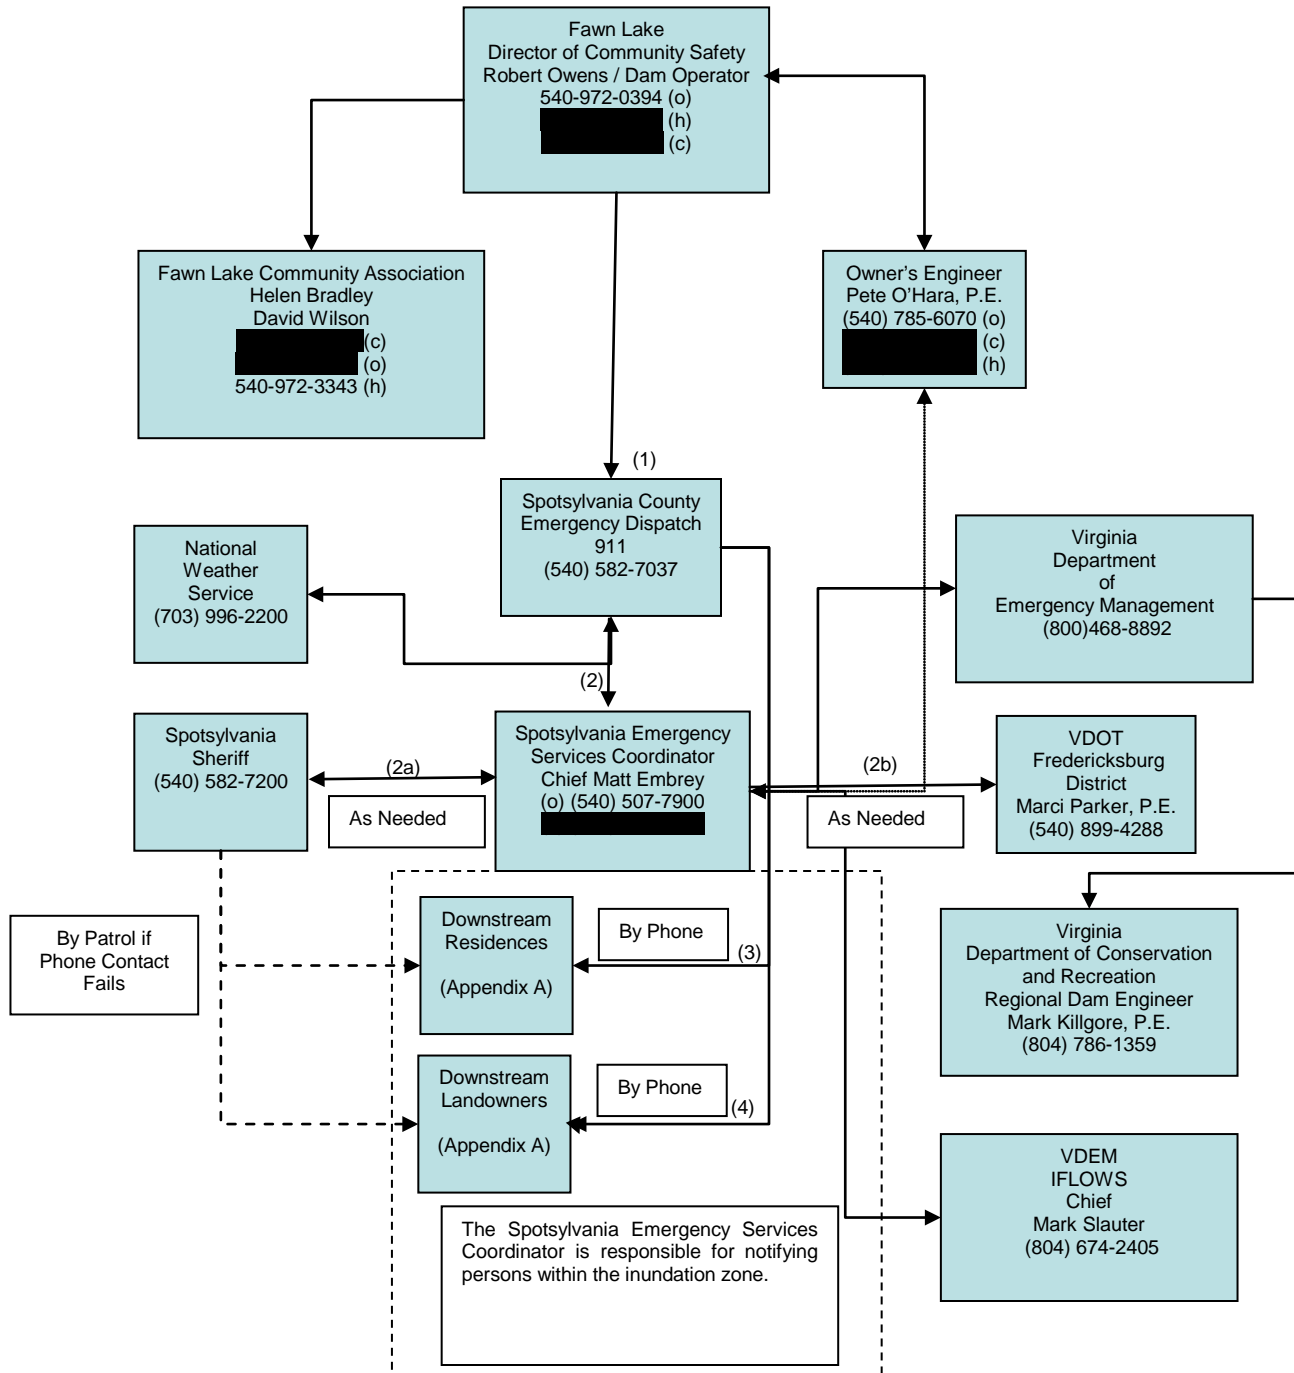 Fawn Lake
Director of Community Safety
Robert Owens / Dam Operator
540-972-0394 (o)
(h)
(c)
Fawn Lake Community Association
Helen Bradley
David Wilson
(c)
(o)
540-972-3343 (h)
Owner’s Engineer
Pete O’Hara, P.E.
(540) 785-6070 (o)
(c)
(h)
(1)
Spotsylvania County
Emergency Dispatch
911
(540) 582-7037
National
Weather
Service
(703) 996-2200
Virginia
Department
of
Emergency Management
(800)468-8892
(2)
Spotsylvania
Sheriff
(540) 582-7200
(2a)
As Needed
Spotsylvania Emergency
Services Coordinator
Chief Matt Embrey
(o) (540) 507-7900
(2b)
As Needed
VDOT
Fredericksburg
District
Marci Parker, P.E.
(540) 899-4288
By Patrol if
Phone Contact
Fails
Downstream
Residences
(Appendix A)
By Phone
(3)
Virginia
Department of Conservation
and Recreation
Regional Dam Engineer
Mark Killgore, P.E.
(804) 786-1359
Downstream
Landowners
(Appendix A)
By Phone
(4)
VDEM
IFLOWS
Chief
Mark Slauter
(804) 674-2405
The Spotsylvania Emergency Services
Coordinator is responsible for notifying
persons within the inundation zone.